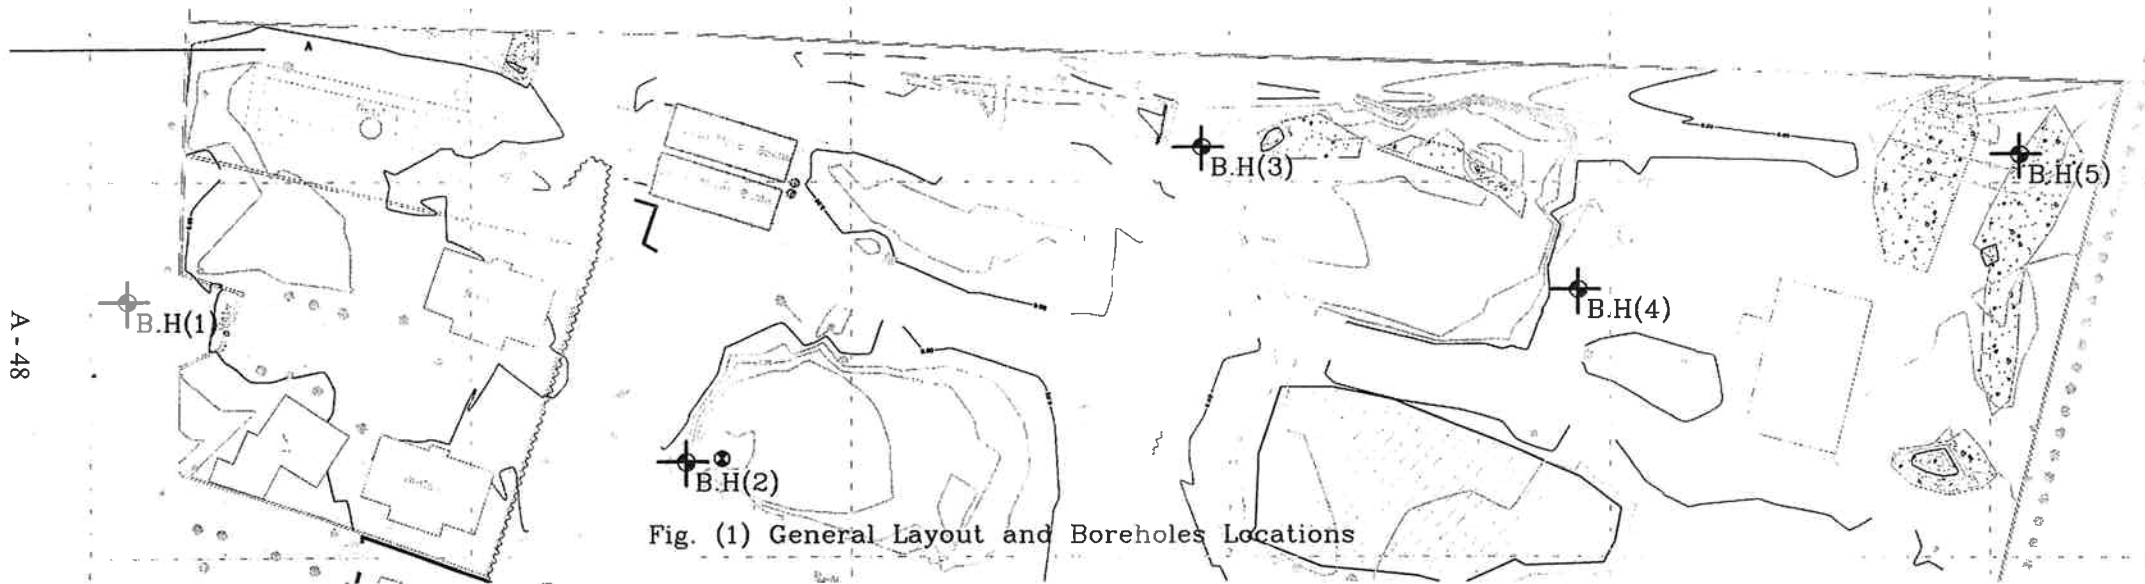 A
B.H(3)
B.H(5)
B.H(1)
B.H(4)
A - 48
B.H(2)
Fig. (1) General Layout and Boreholes Locations